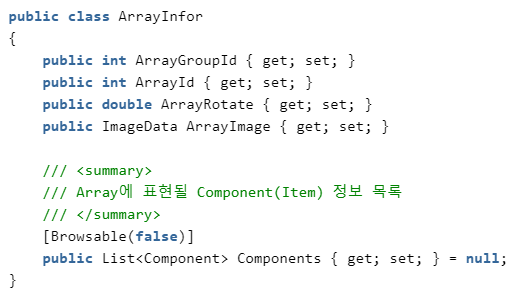 public class ArrayInfor
{
    public int ArrayGroupId { get; set; }
    public int ArrayId { get; set; }
    public double ArrayRotate { get; set; }
    public ImageData ArrayImage { get; set; }

    /// <summary>
    /// Array에 표현될 Component(Item) 정보 목록
    /// </summary>
    [Browsable(false)]
    public List<Component> Components { get; set; } = null;
}